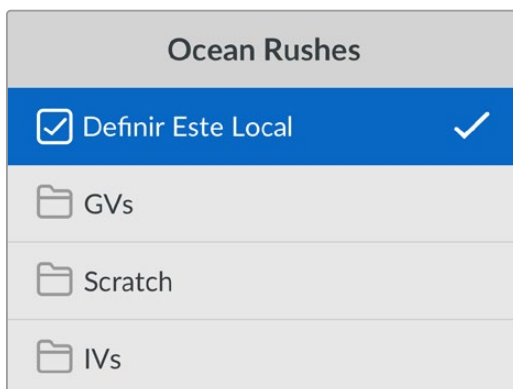 Ocean Rushes
Definir Este Local
GVs
Scratch
IVs